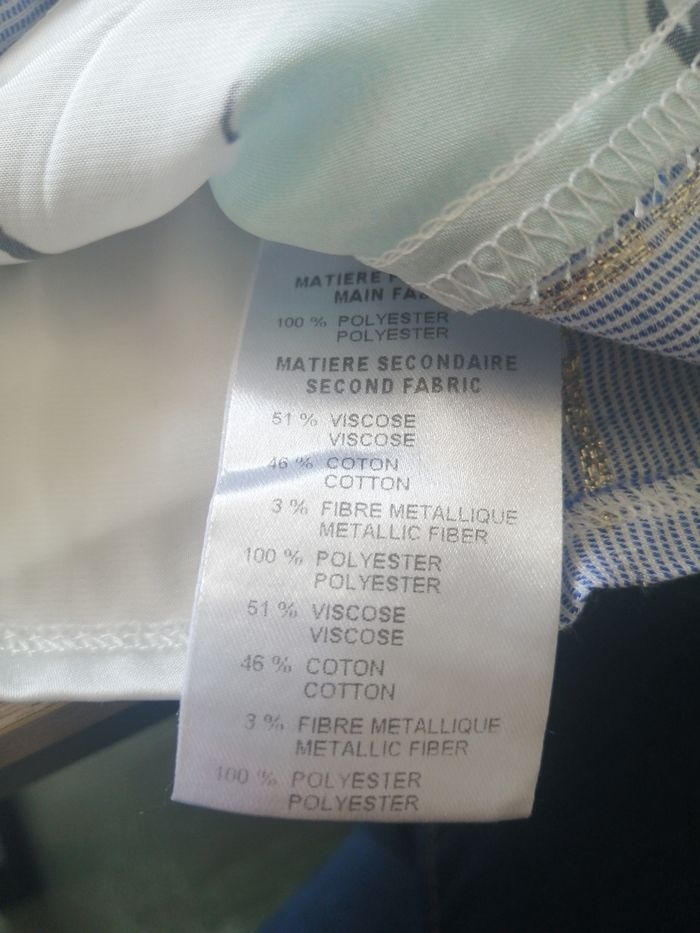 MATIERE
MAIN
100 % POLYESTER
POLYESTER
MATIERE SECONDAIRE
SECOND FABRIC
51 % VISCOSE
VISCOSE
46 % COTON
COTTON
3 % FIBRE METALLIQUE
METALLIC FIBER
100 % POLYESTER
POLYESTER
51 % VISCOSE
VISCOSE
46 % COTON
COTTON
3 % FIBRE METALLIQUE
METALLIC FIBER
100 % POLYESTER
POLYESTER